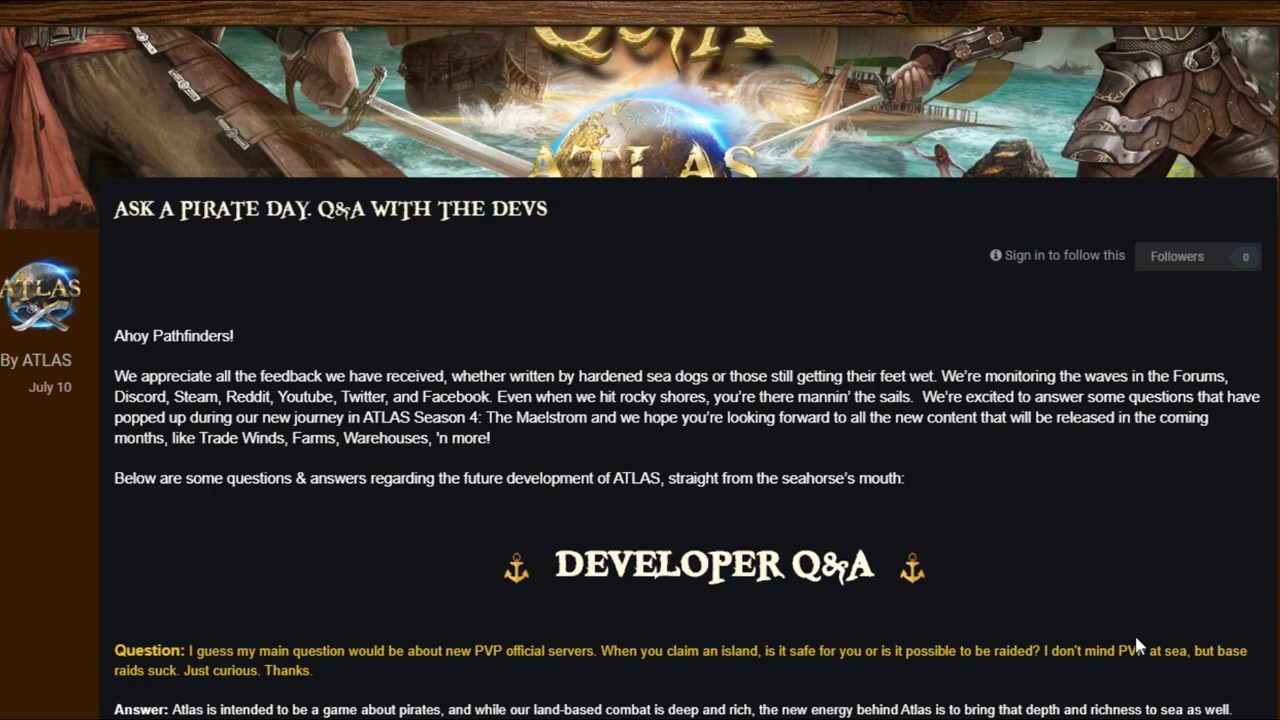 Q&A
ATLAS
ASK A PIRATE DAY. Q&A WITH THE DEVS
Sign in to follow this
Followers 0
ATLAS
By ATLAS
July 10
Ahoy Pathfinders!
We appreciate all the feedback we have received, whether written by hardened sea dogs or those still getting their feet wet. We’re monitoring the waves in the Forums,
Discord, Steam, Reddit, Youtube, Twitter, and Facebook. Even when we hit rocky shores, you’re there mannin’ the sails.  We’re excited to answer some questions that have
popped up during our new journey in ATLAS Season 4: The Maelstrom and we hope you’re looking forward to all the new content that will be released in the coming
months, like Trade Winds, Farms, Warehouses, 'n more!
Below are some questions & answers regarding the future development of ATLAS, straight from the seahorse’s mouth:
DEVELOPER Q&A
Question: I guess my main question would be about new PVP official servers. When you claim an island, is it safe for you or is it possible to be raided? I don't mind PVP at sea, but base
raids suck. Just curious. Thanks.
Answer: Atlas is intended to be a game about pirates, and while our land-based combat is deep and rich, the new energy behind Atlas is to bring that depth and richness to sea as well.